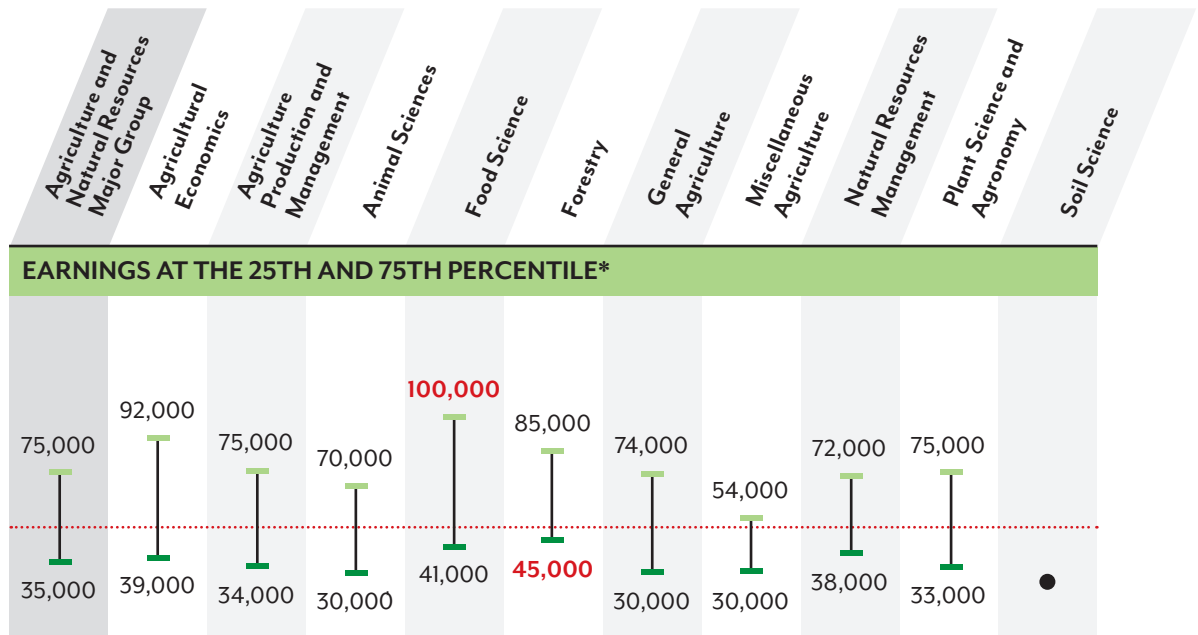 Agriculture and
Natural Resources
Major Group
Agricultural
Economics
Agriculture
Production and
Management
Animal Sciences
Food Science
Forestry
General
Agriculture
Miscellaneous
Agriculture
Natural Resources
Management
Plant Science and
Agronomy
Soil Science
EARNINGS AT THE 25TH AND 75TH PERCENTILE*
75,000
92,000
75,000
70,000
100,000
85,000
74,000
54,000
72,000
75,000
35,000
39,000
34,000
30,000
41,000
45,000
30,000
30,000
38,000
33,000